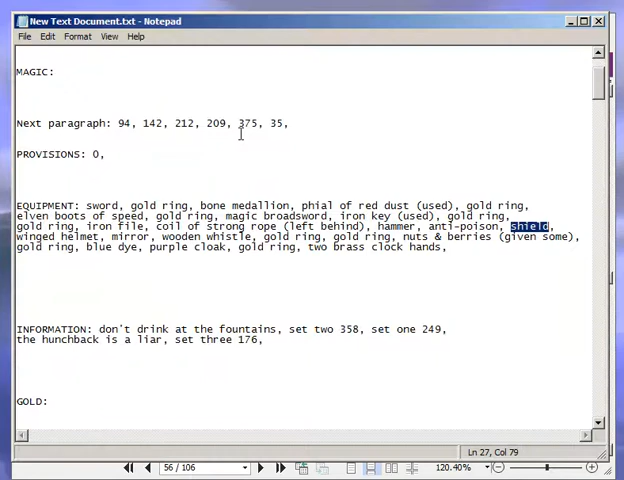 New Text Document.txt - Notepad
File Edit Format View Help
MAGIC:
Next paragraph: 94, 142, 212, 209, 375, 35,
PROVISIONS: 0,
EQUIPMENT: sword, gold ring, bone medallion, phial of red dust (used), gold ring,
elven boots of speed, gold ring, magic broadsword, iron key (used), gold ring,
gold ring, iron file, coil of strong rope (left behind), hammer, anti-poison, shield,
winged helmet, mirror, wooden whistle, gold ring, gold ring, nuts & berries (given some),
gold ring, blue dye, purple cloak, gold ring, two brass clock hands,
INFORMATION: don't drink at the fountains, set two 358, set one 249,
the hunchback is a liar, set three 176,
GOLD:
Ln 27, Col 79
56 / 106
120.40%